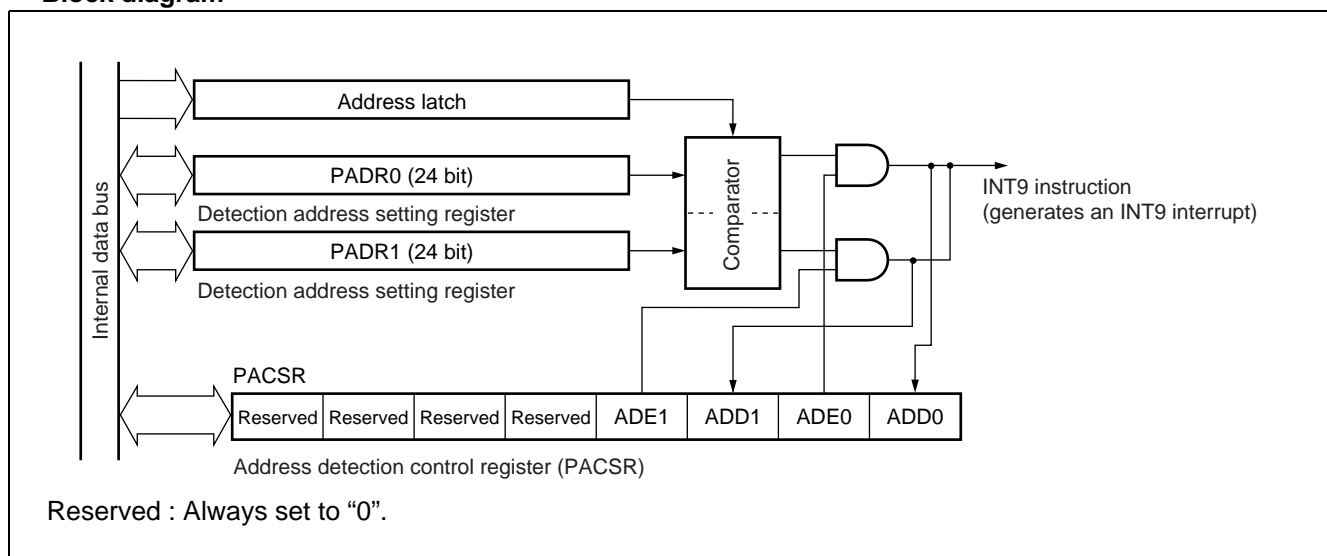 Block diagram
Internal data bus
Address latch
PADR0 (24 bit)
Detection address setting register
PADR1 (24 bit)
Detection address setting register
Comparator
INT9 instruction
(generates an INT9 interrupt)
PACSR
Reserved Reserved Reserved Reserved ADE1 ADD1 ADE0 ADD0
Address detection control register (PACSR)
Reserved : Always set to “0”.